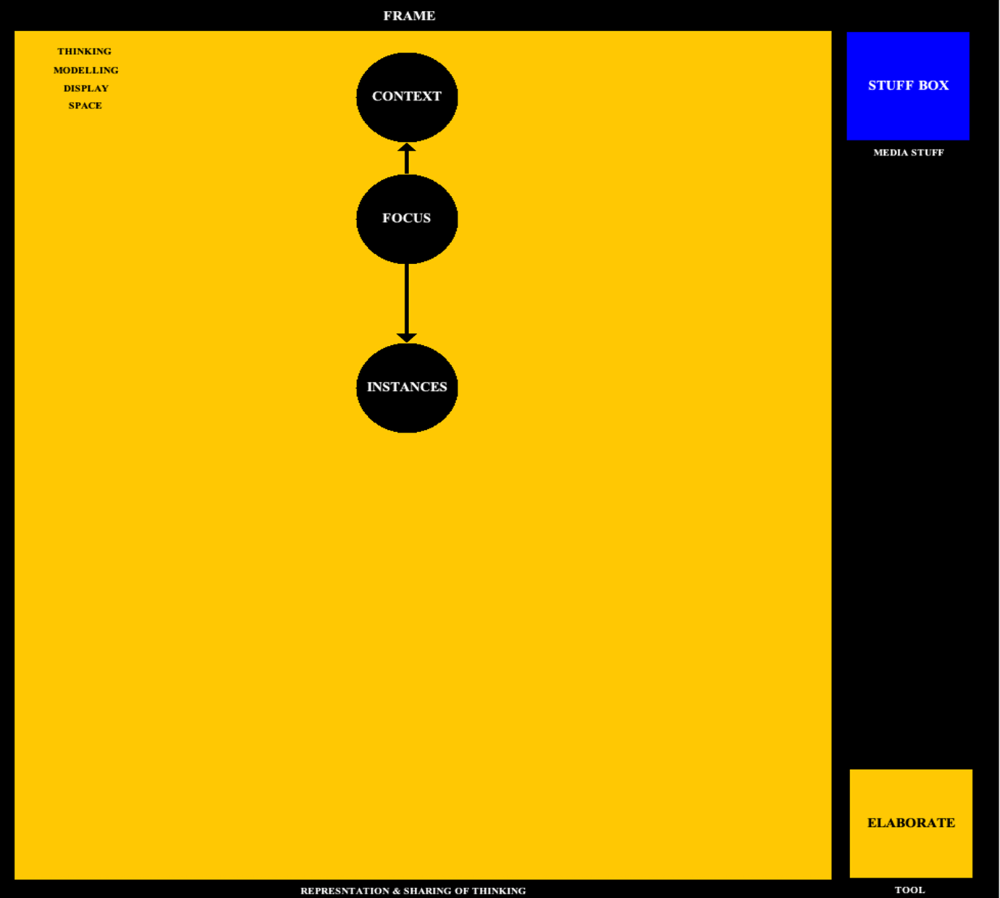 FRAME
THINKING
MODELLING
DISPLAY
SPACE
CONTEXT
FOCUS
INSTANCES
STUFF BOX
MEDIA STUFF
ELABORATE
TOOL
REPRESNTATION & SHARING OF THINKING